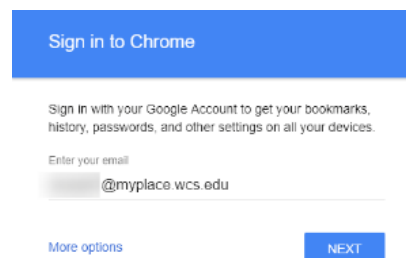 Sign in to Chrome
Sign in with your Google Account to get your bookmarks,
history, passwords, and other settings on all your devices.
Enter your email
@myplace.wcs.edu
More options
NEXT